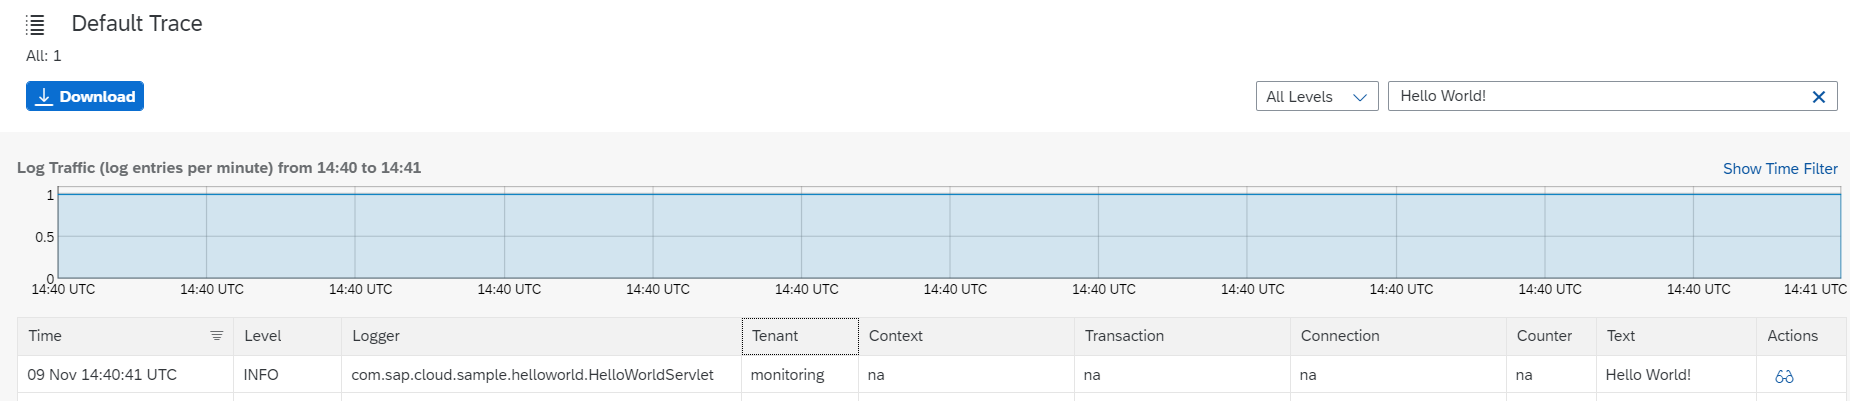 Default Trace
All: 1
Download
All Levels
Hello World!
Log Traffic (log entries per minute) from 14:40 to 14:41
Show Time Filter
1
0.5
0
14:40 UTC 14:40 UTC 14:40 UTC 14:40 UTC 14:40 UTC 14:40 UTC 14:40 UTC 14:40 UTC 14:40 UTC 14:40 UTC 14:40 UTC 14:40 UTC 14:41 UTC
Time Level Logger Tenant Context Transaction Connection Counter Text Actions
09 Nov 14:40:41 UTC INFO com.sap.cloud.sample.helloworld.HelloWorldServlet monitoring na na na na Hello World!